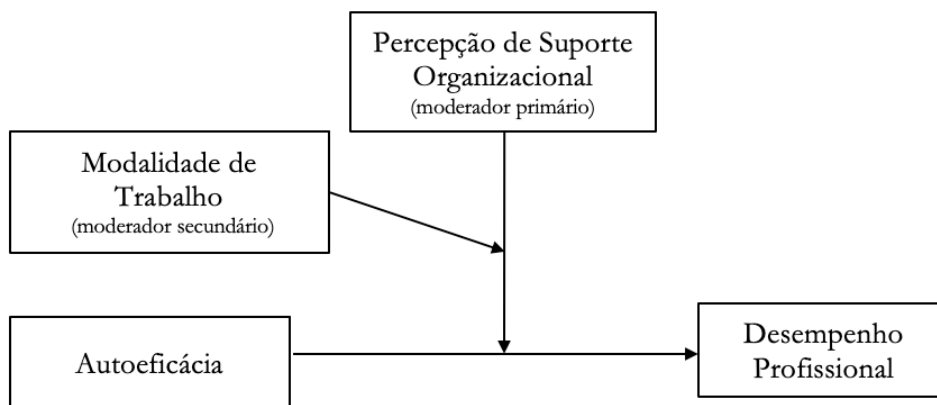 Percepção de Suporte
Organizacional
(moderador primário)
Modalidade de
Trabalho
(moderador secundário)
Autoeficácia
Desempenho
Profissional